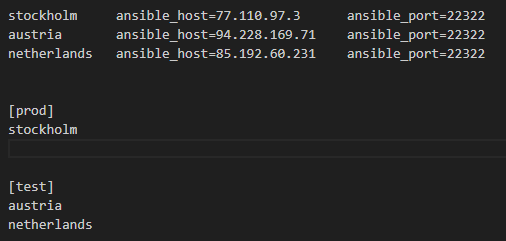 stockholm ansible_host=77.110.97.3 ansible_port=22322
austria ansible_host=94.228.169.71 ansible_port=22322
netherlands ansible_host=85.192.60.231 ansible_port=22322
[prod]
stockholm
[test]
austria
netherlands